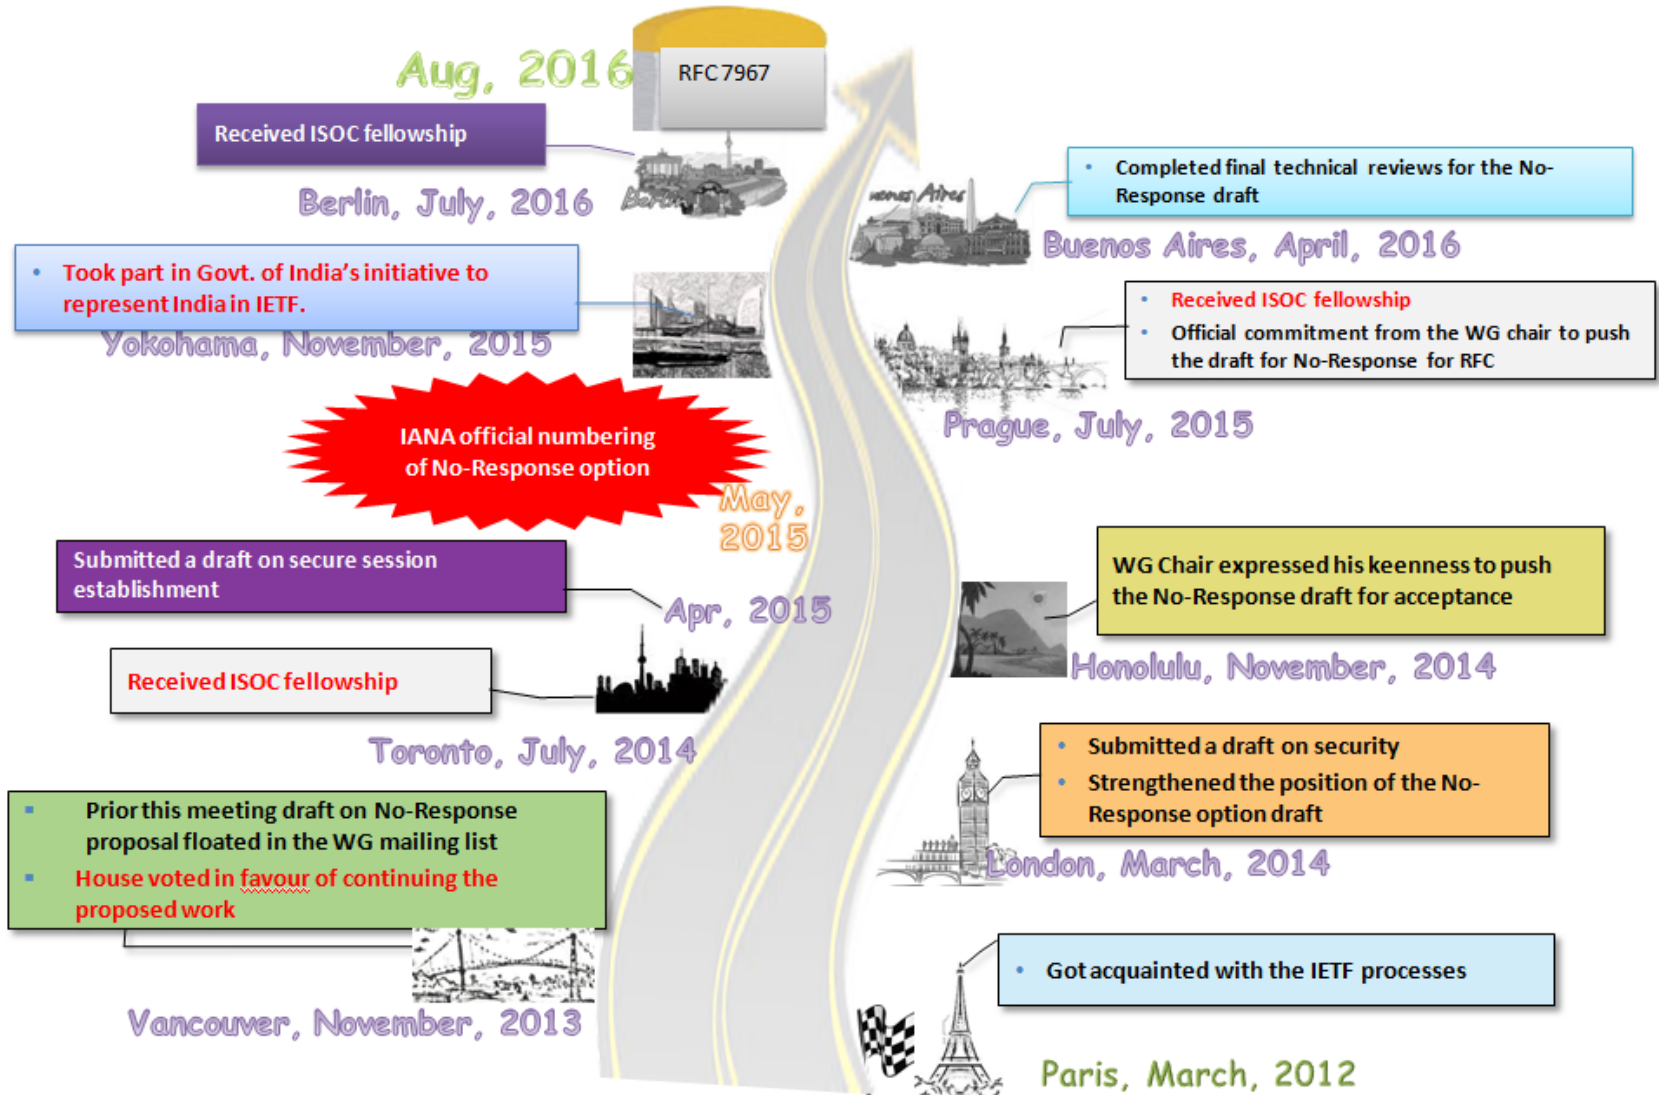 Aug, 2016
RFC 7967
Received ISOC fellowship
Berlin
Berlin, July, 2016
• Completed final technical reviews for the No-
Response draft
uenos Aires
Buenos Aires, April, 2016
• Took part in Govt. of India's initiative to
represent India in IETF.
Yokohama, November, 2015
• Received ISOC fellowship
• Official commitment from the WG chair to push
the draft for No-Response for RFC
Prague, July, 2015
IANA official numbering
of No-Response option
May,
2015
Submitted a draft on secure session
establishment
Apr, 2015
WG Chair expressed his keenness to push
the No-Response draft for acceptance
Honolulu, November, 2014
Received ISOC fellowship
Toronto, July, 2014
• Submitted a draft on security
• Strengthened the position of the No-
Response option draft
London, March, 2014
▪ Prior this meeting draft on No-Response
proposal floated in the WG mailing list
▪ House voted in favour of continuing the
proposed work
Vancouver, November, 2013
• Got acquainted with the IETF processes
Paris, March, 2012